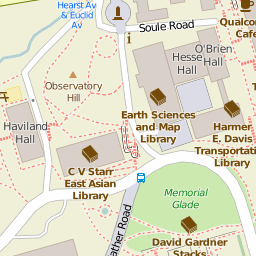 Hearst Av
& Euclid
Av
Soule Road
Qualcom
Cafe
O'Brien
Hall
Hesse
Hall
Observatory
Hill
Earth Sciences
and Map
Library
Haviland
Hall
Harmer
E. Davis
Transportatio
Library
C V Starr
East Asian
Library
Memorial
Glade
ather Road
David Gardner
Stacks